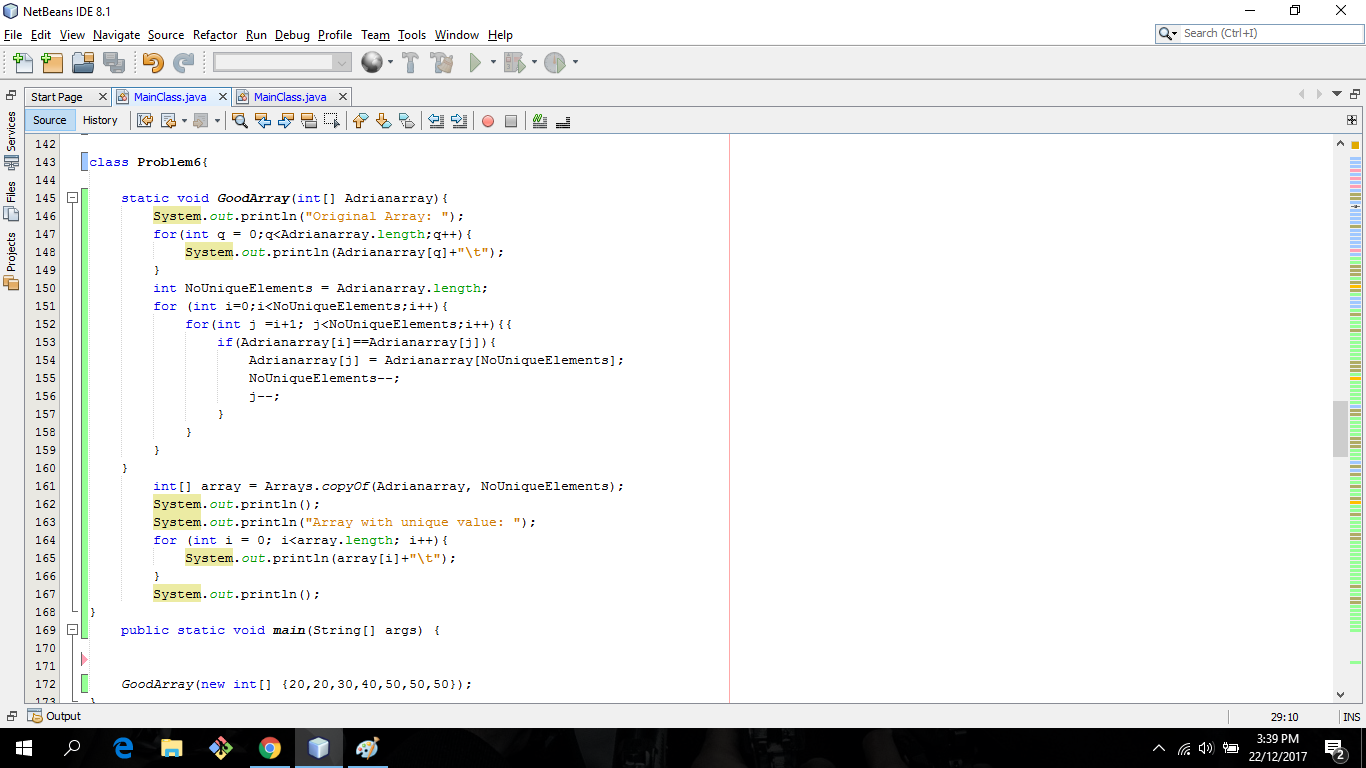 NetBeans IDE 8.1
File Edit View Navigate Source Refactor Run Debug Profile Team Tools Window Help
Search (Ctrl+I)
Start Page
MainClass.java
MainClass.java
Source History
Services
Files
Projects
142
143 class Problem6{
144
145 static void GoodArray(int[] Adrianarray){
146 System.out.println("Original Array: ");
147 for(int q = 0;q<Adrianarray.length;q++){
148 System.out.println(Adrianarray[q]+"\t");
149 }
150 int NoUniqueElements = Adrianarray.length;
151 for (int i=0;i<NoUniqueElements;i++){
152 for(int j =i+1; j<NoUniqueElements;i++){{
153 if(Adrianarray[i]==Adrianarray[j]){
154 Adrianarray[j] = Adrianarray[NoUniqueElements];
155 NoUniqueElements--;
156 j--;
157 }
158 }
159 }
160 }
161 int[] array = Arrays.copyOf(Adrianarray, NoUniqueElements);
162 System.out.println();
163 System.out.println("Array with unique value: ");
164 for (int i = 0; i<array.length; i++){
165 System.out.println(array[i]+"\t");
166 }
167 System.out.println();
168 }
169 public static void main(String[] args) {
170
171
172 GoodArray(new int[] {20,20,30,40,50,50,50});
173 }
Output
29:10 INS
3:39 PM
22/12/2017
2